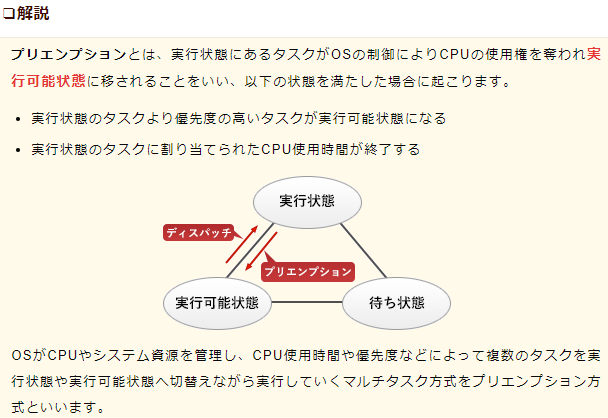 ❏解説
プリエンプションとは、実行状態にあるタスクがOSの制御によりCPUの使用権を奪われ実
行可能状態に移されることをいい、以下の状態を満たした場合に起こります。
• 実行状態のタスクより優先度の高いタスクが実行可能状態になる
• 実行状態のタスクに割り当てられたCPU使用時間が終了する
実行状態
ディスパッチ
プリエンプション
実行可能状態
待ち状態
OSがCPUやシステム資源を管理し、CPU使用時間や優先度などによって複数のタスクを実
行状態や実行可能状態へ切替えながら実行していくマルチタスク方式をプリエンプション方
式といいます。